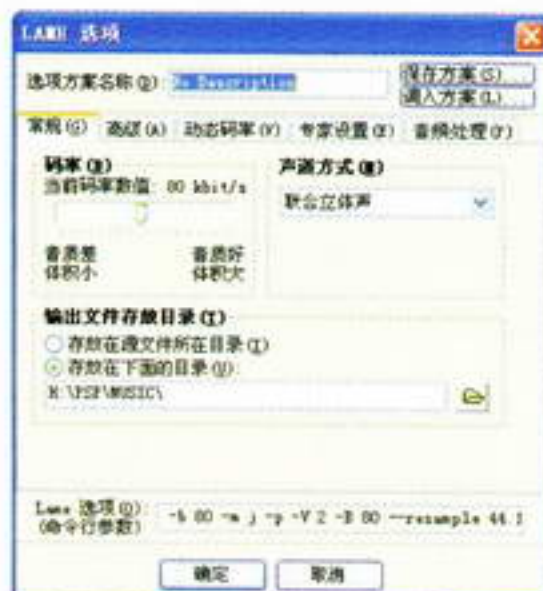 LAME 选项
选项方案名称(D): No Description
保存方案(S)...
调入方案(L)...
常规(G) 高级(A) 动态码率(V) 专家设置(E) 音频处理(P)
码率(B)
当前码率数值: 80 kbit/s
音质差 音质好
体积小 体积大
声道方式(M)
联合立体声
输出文件存放目录(T)
存放在源文件所在目录(I)
存放在下面的目录(U):
H:\PSP\MUSIC\
Lame 选项(O):
(命令行参数)
-b 80 -m j -p -V 2 -B 80 --resample 44.1
确定 取消